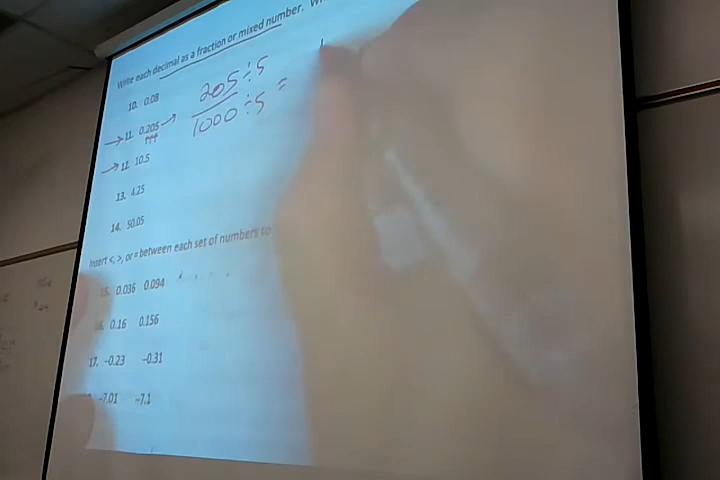 Write each decimal as a fraction or mixed number.
10. 0.08
11. 0.205 → 205 ÷ 5 =
1000 ÷ 5
→ 12. 10.5
13. 4.25
14. 50.05
Insert <, >, or = between each set of numbers to
15. 0.036 0.094
16. 0.16 0.156
17. -0.23 -0.31
-7.01 -7.1